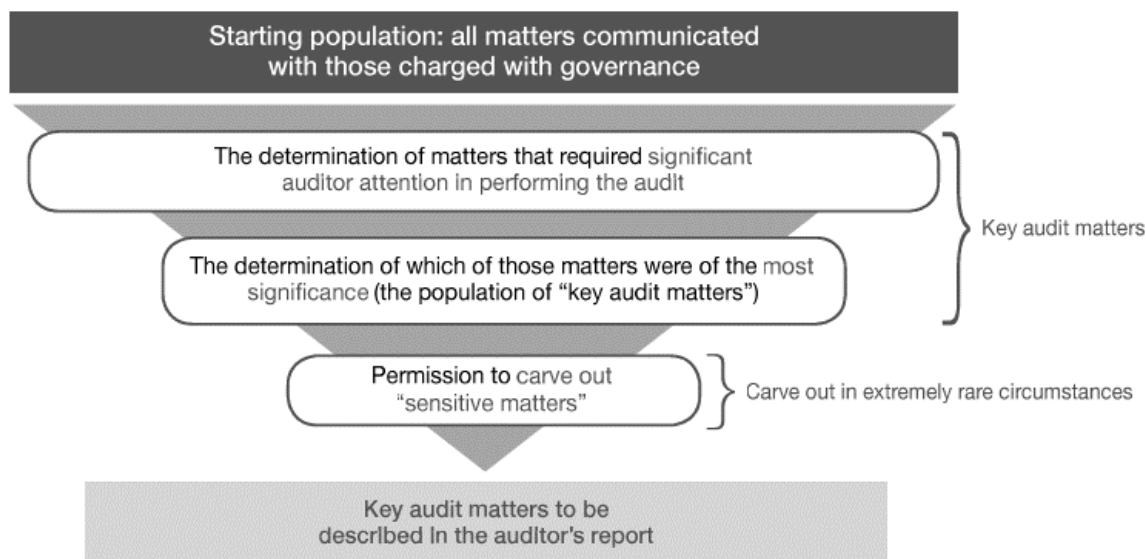 Starting population: all matters communicated
with those charged with governance
The determination of matters that required significant
auditor attention in performing the audit
Key audit matters
The determination of which of those matters were of the most
significance (the population of “key audit matters”)
Permission to carve out
“sensitive matters”
Carve out in extremely rare circumstances
Key audit matters to be
described in the auditor’s report